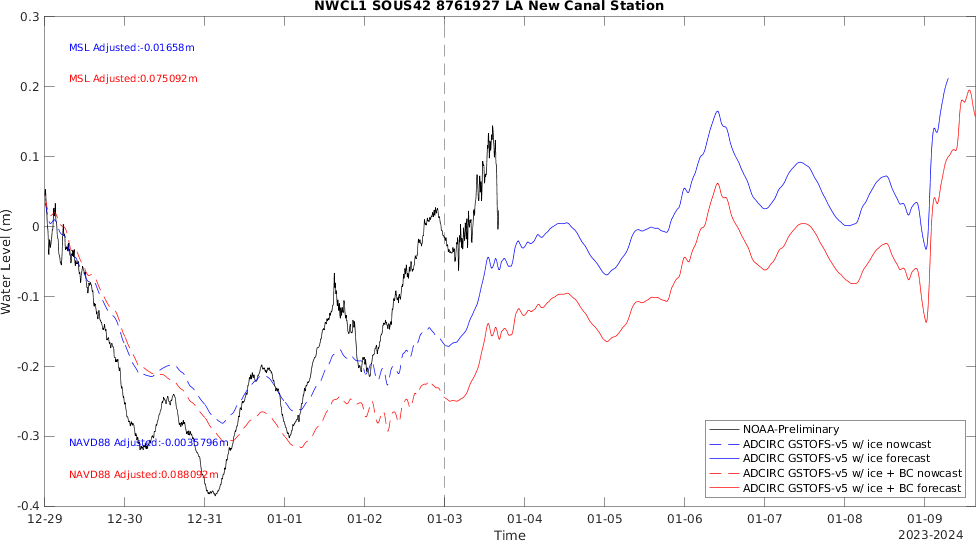 NWCL1 SOUS42 8761927 LA New Canal Station
0.3
0.2
0.1
0
-0.1
-0.2
-0.3
-0.4
Water Level (m)
MSL Adjusted:-0.01658m
MSL Adjusted:0.075092m
NAVD88 Adjusted:-0.0035796m
NAVD88 Adjusted:0.088092m
NOAA-Preliminary
ADCIRC GSTOFS-v5 w/ ice nowcast
ADCIRC GSTOFS-v5 w/ ice forecast
ADCIRC GSTOFS-v5 w/ ice + BC nowcast
ADCIRC GSTOFS-v5 w/ ice + BC forecast
12-29 12-30 12-31 01-01 01-02 01-03 01-04 01-05 01-06 01-07 01-08 01-09
Time
2023-2024